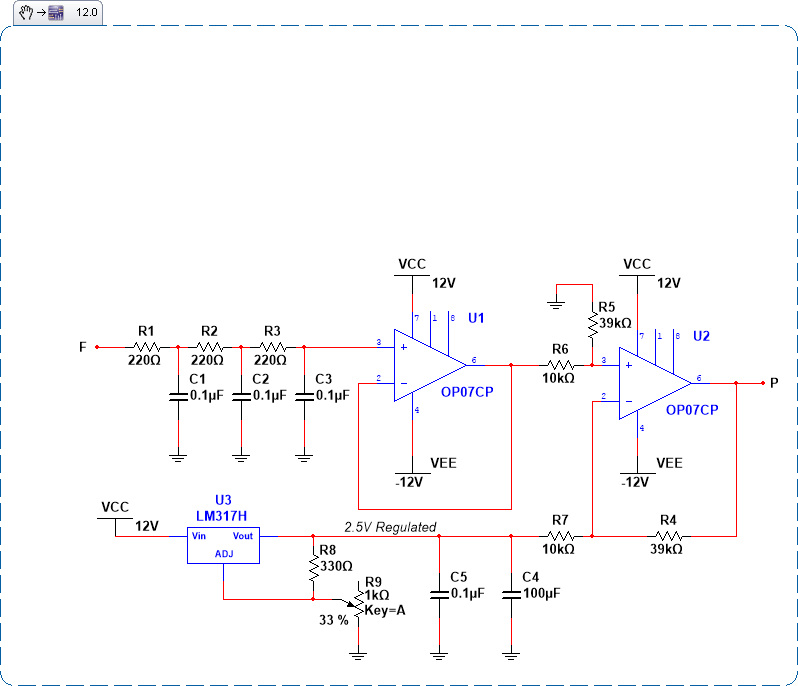 12.0
VCC
12V
VCC
12V
7
1
8
U1
7
1
8
U2
R5
39kΩ
F
R1
220Ω
R2
220Ω
R3
220Ω
3
2
6
4
OP07CP
R6
10kΩ
3
2
6
4
OP07CP
P
C1
0.1µF
C2
0.1µF
C3
0.1µF
VEE
-12V
VEE
-12V
VCC
12V
U3
LM317H
Vin
Vout
ADJ
2.5V Regulated
R7
10kΩ
R4
39kΩ
R8
330Ω
R9
1kΩ
Key=A
33 %
C5
0.1µF
C4
100µF